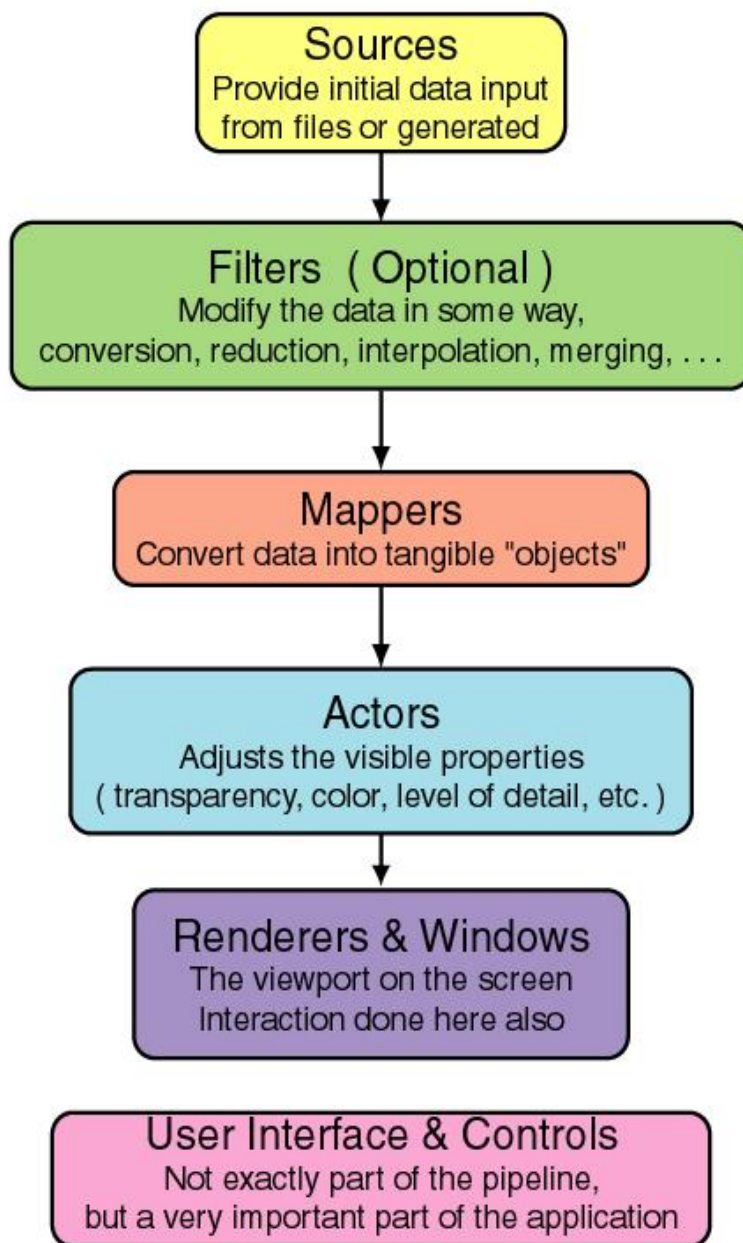 Sources
Provide initial data input
from files or generated
Filters ( Optional )
Modify the data in some way,
conversion, reduction, interpolation, merging, . . .
Mappers
Convert data into tangible "objects"
Actors
Adjusts the visible properties
( transparency, color, level of detail, etc. )
Renderers & Windows
The viewport on the screen
Interaction done here also
User Interface & Controls
Not exactly part of the pipeline,
but a very important part of the application